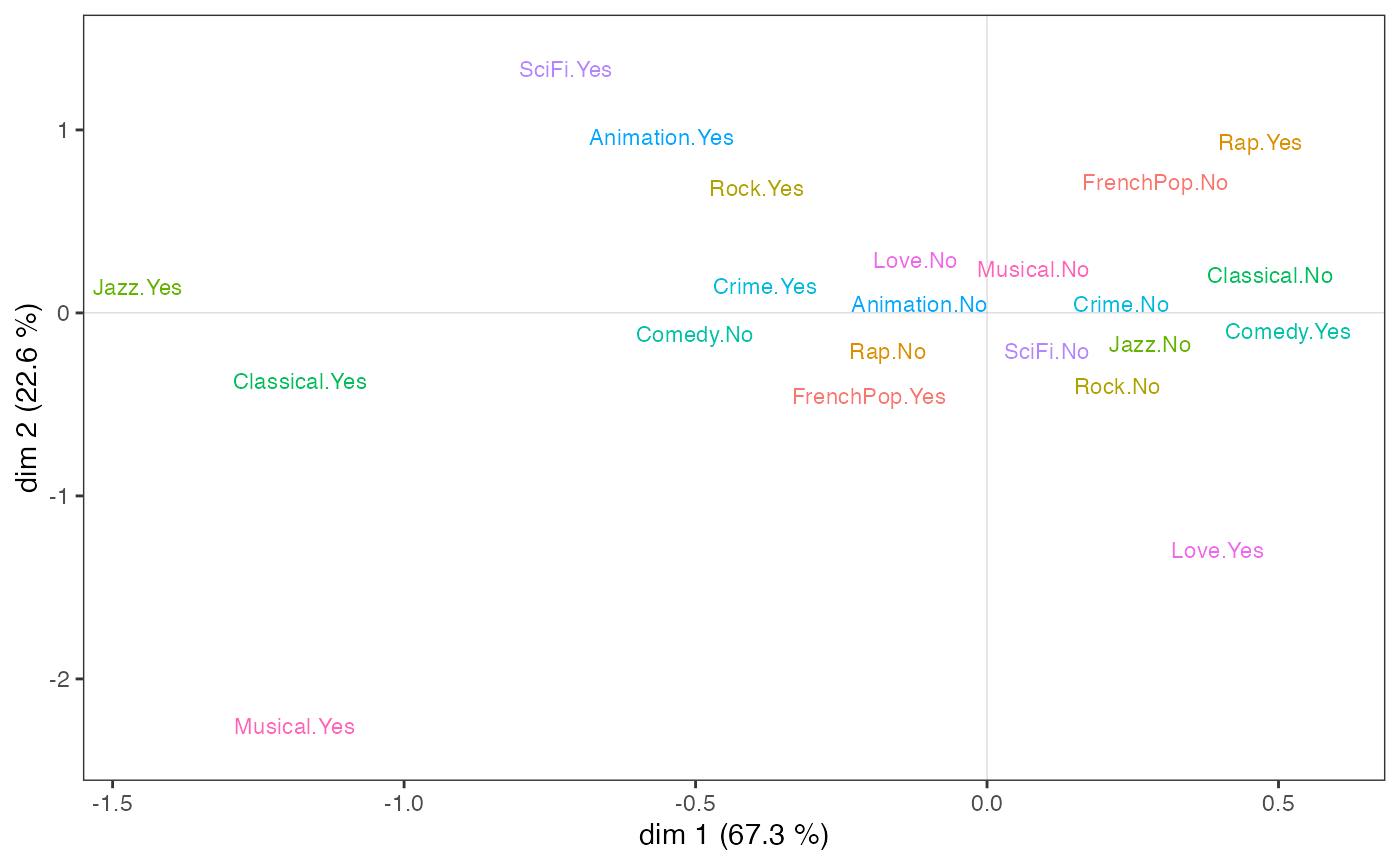 SciFi.Yes
1
Animation.Yes
Rap.Yes
FrenchPop.No
Rock.Yes
Love.No
Musical.No
Classical.No
Jazz.Yes
Crime.Yes
Animation.No
Crime.No
0
Comedy.No
Comedy.Yes
Rap.No
SciFi.No
Jazz.No
Classical.Yes
Rock.No
FrenchPop.Yes
dim 2 (22.6 %)
-1
Love.Yes
-2
Musical.Yes
-1.5 -1.0 -0.5 0.0 0.5
dim 1 (67.3 %)